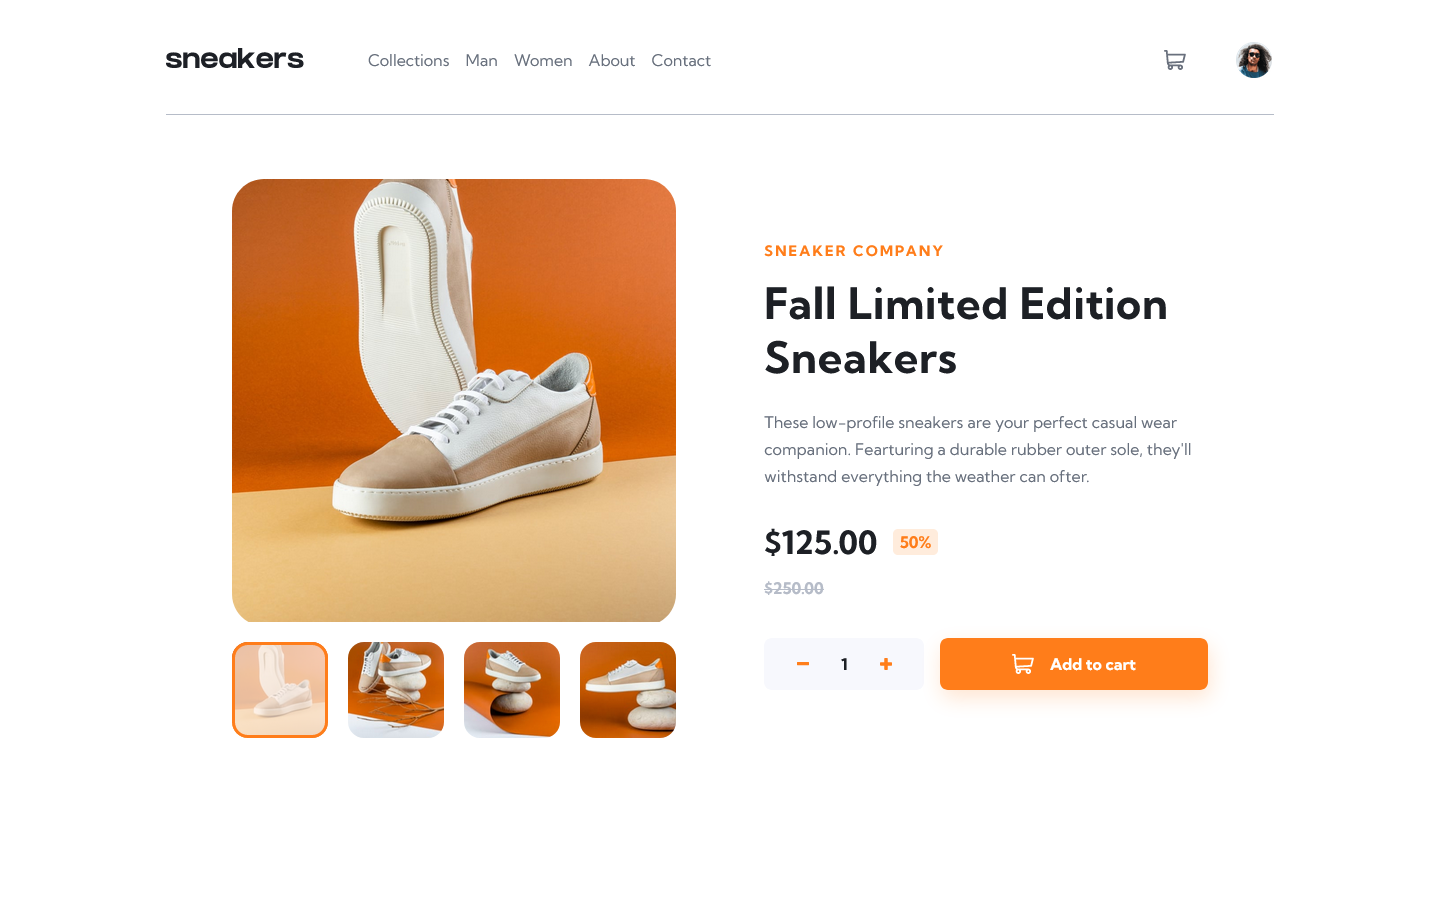 sneakers
Collections Man Women About Contact
SNEAKER COMPANY
Fall Limited Edition
Sneakers
These low-profile sneakers are your perfect casual wear
companion. Fearturing a durable rubber outer sole, they'll
withstand everything the weather can ofter.
$125.00 50%
$250.00
1 Add to cart